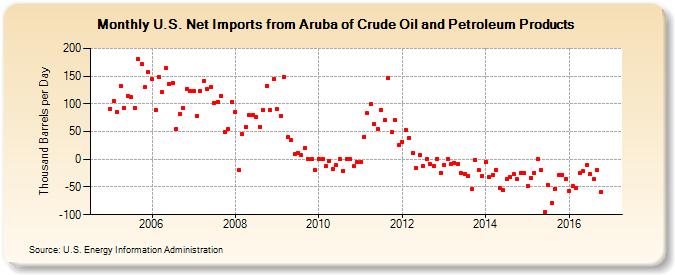 Monthly U.S. Net Imports from Aruba of Crude Oil and Petroleum Products
Thousand Barrels per Day
200
150
100
50
0
-50
-100
2006 2008 2010 2012 2014 2016
Source: U.S. Energy Information Administration